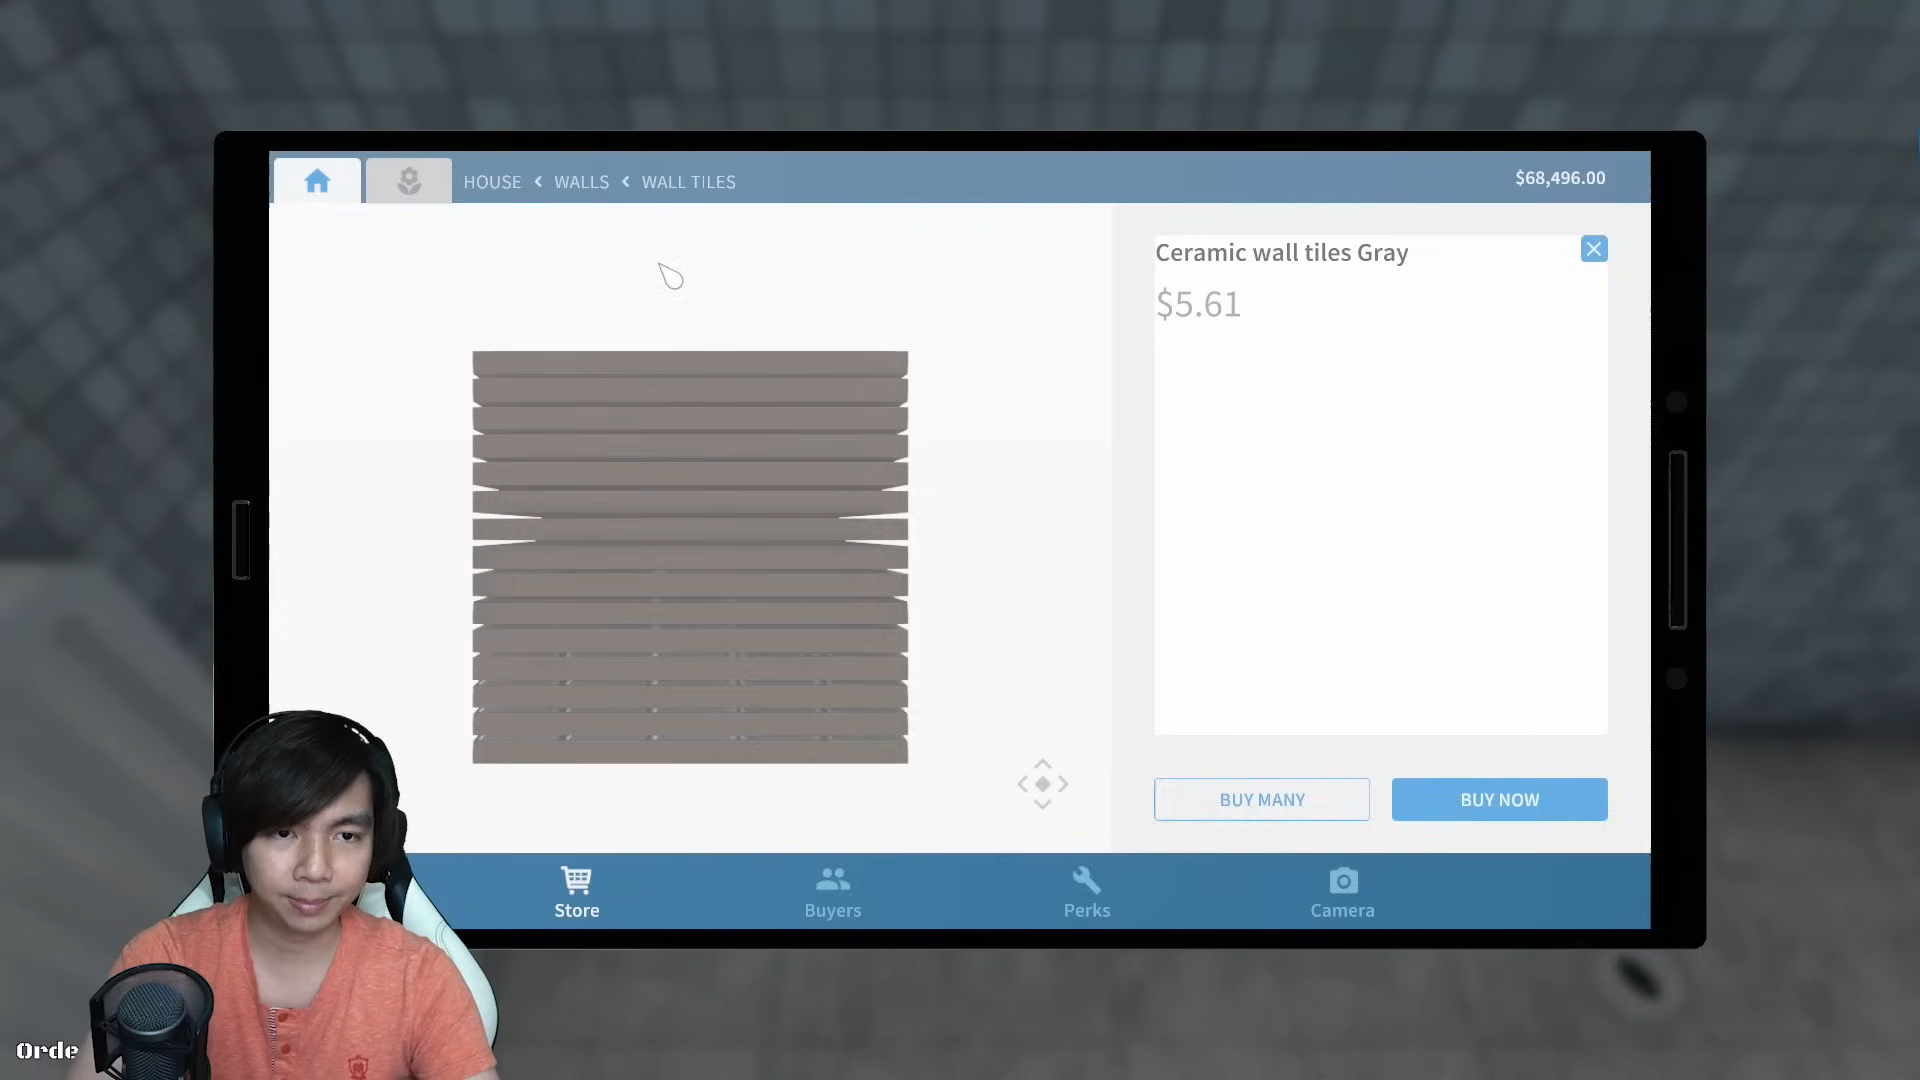 HOUSE < WALLS < WALL TILES
$68,496.00
Ceramic wall tiles Gray
$5.61
BUY MANY
BUY NOW
Store
Buyers
Perks
Camera
Orde